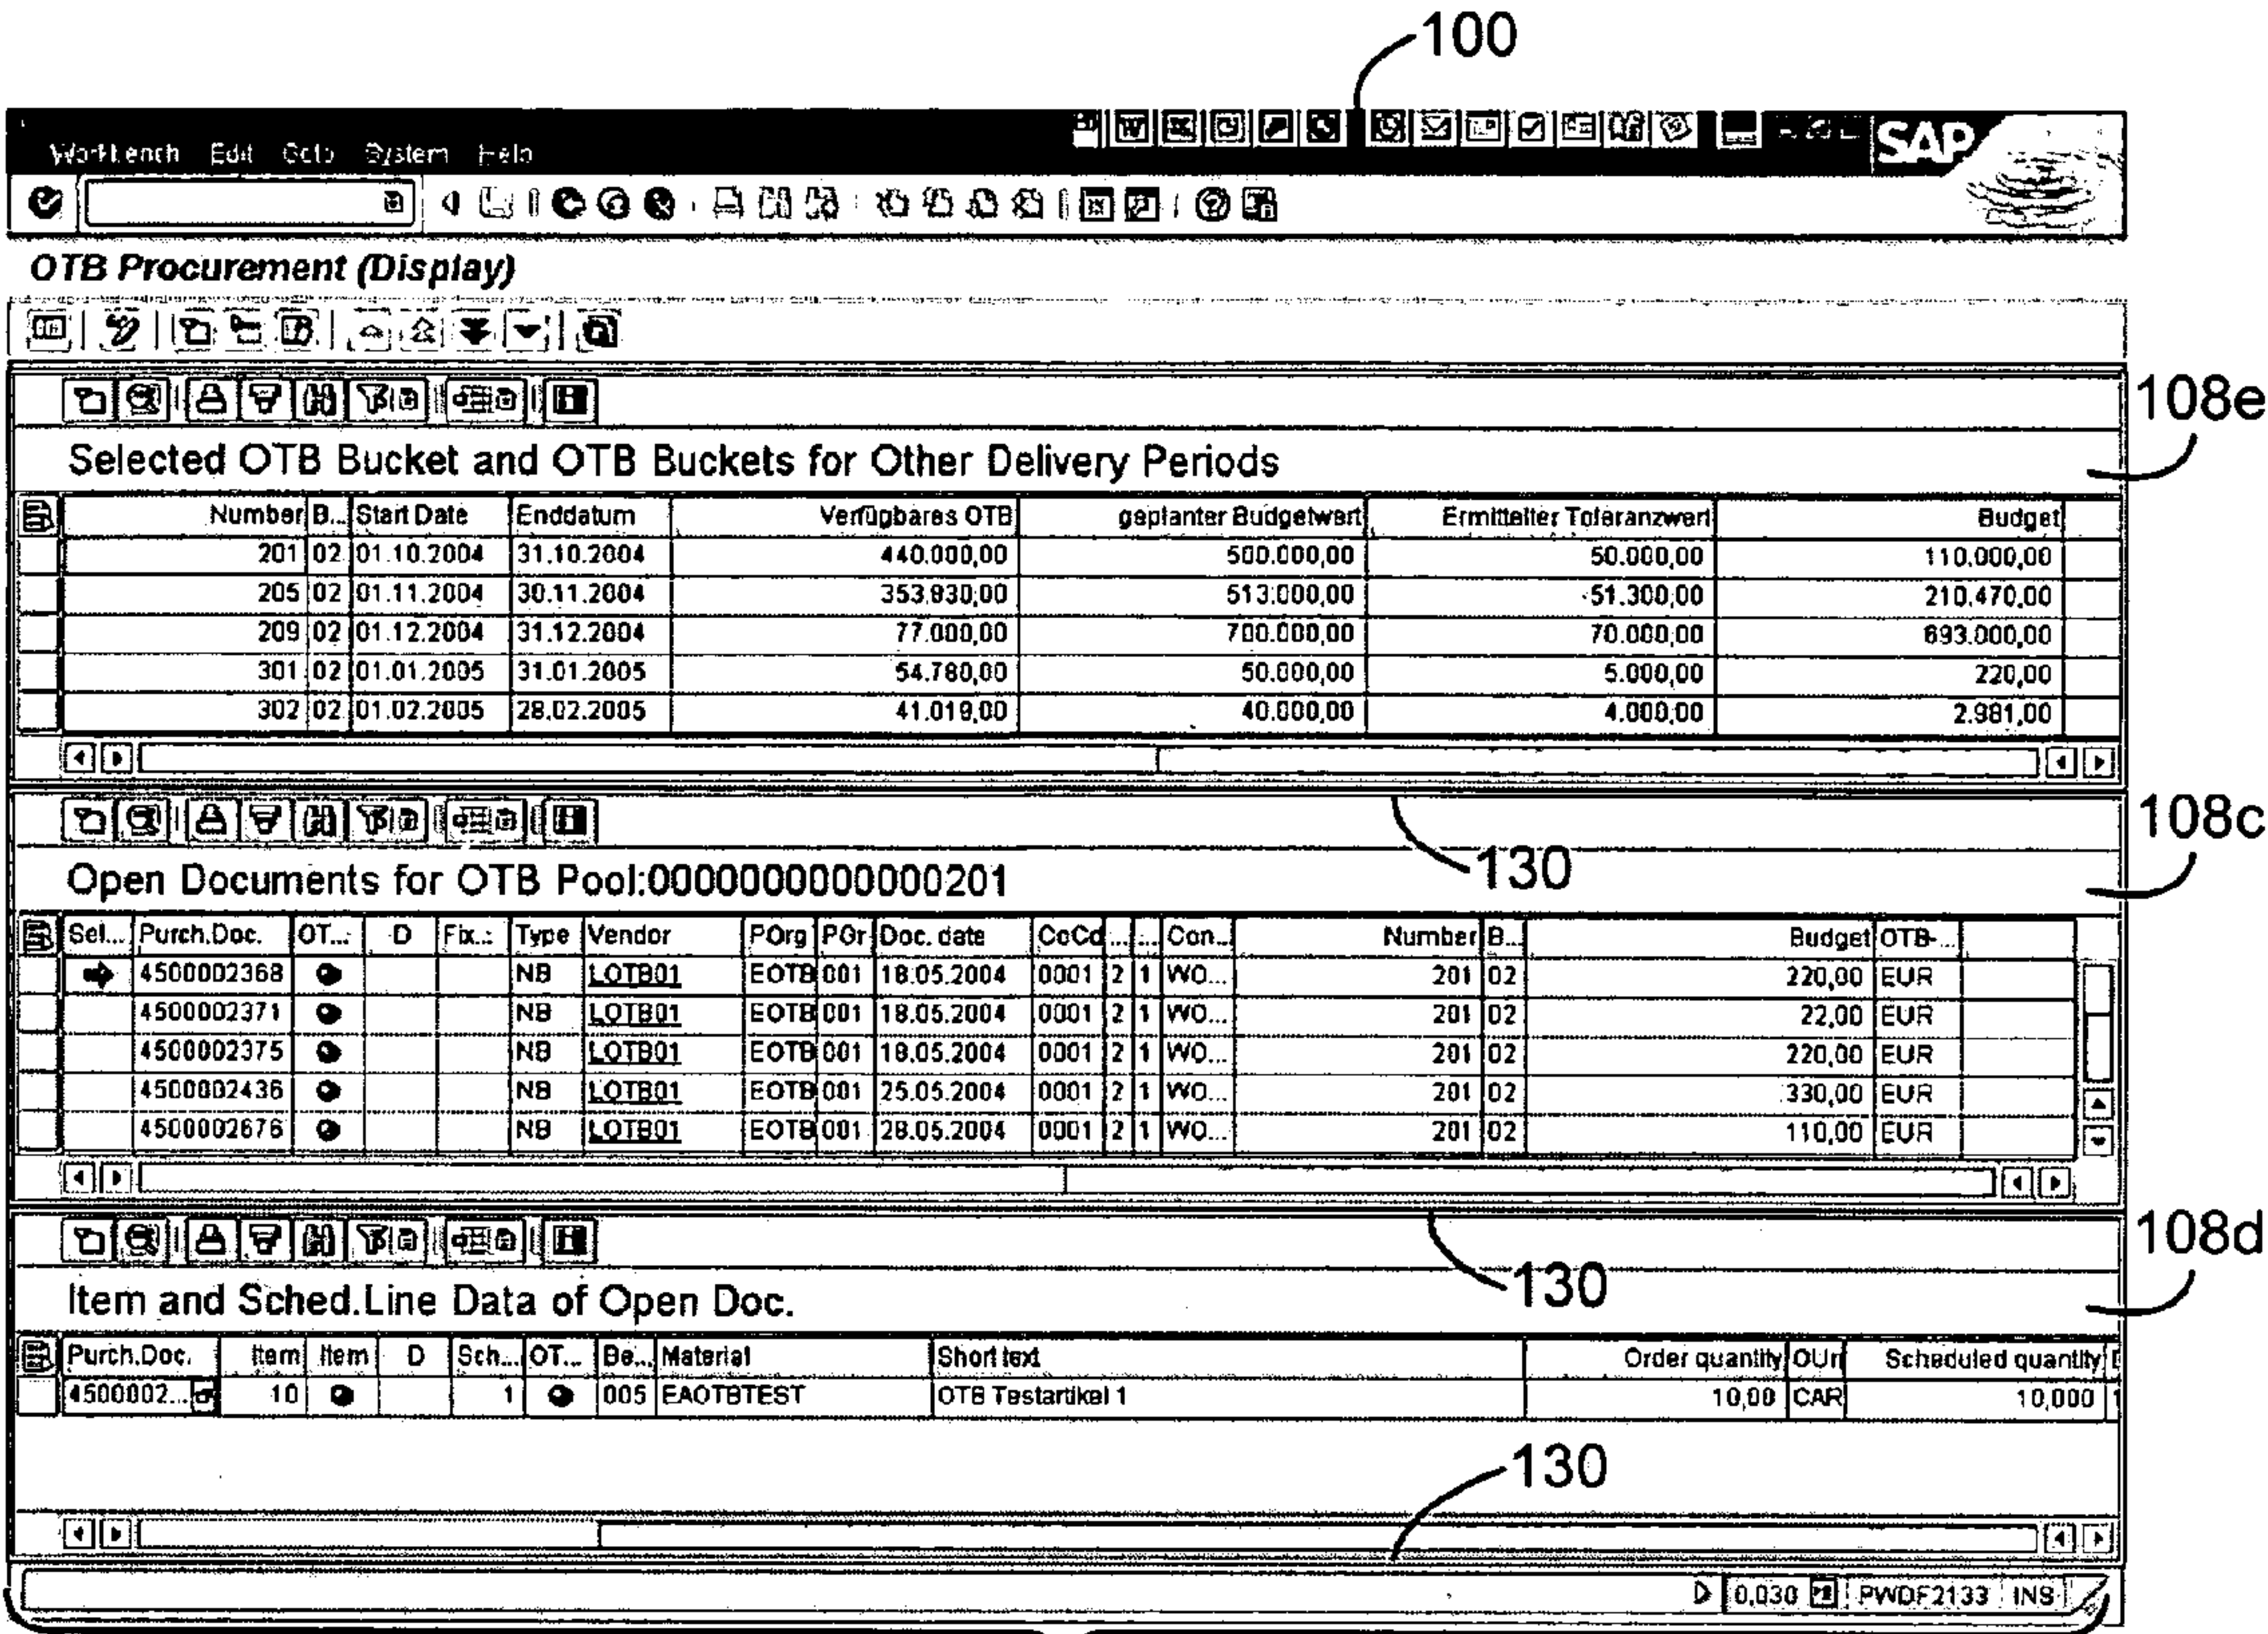 100
Workbench Edit Goto System Help SAP
OTB Procurement (Display)
108e
Selected OTB Bucket and OTB Buckets for Other Delivery Periods
Number B... Start Date Enddatum Verfügbares OTB geplanter Budgetwert Ermittelter Toleranzwert Budget
201 02 01.10.2004 31.10.2004 440.000,00 500.000,00 50.000,00 110.000,00
205 02 01.11.2004 30.11.2004 353.830,00 513.000,00 51.300,00 210.470,00
209 02 01.12.2004 31.12.2004 77.000,00 700.000,00 70.000,00 693.000,00
301 02 01.01.2005 31.01.2005 54.780,00 50.000,00 5.000,00 220,00
302 02 01.02.2005 28.02.2005 41.019,00 40.000,00 4.000,00 2.981,00
108c
130
Open Documents for OTB Pool:0000000000000201
Sel... Purch.Doc. OT... D Fix... Type Vendor POrg PGr Doc. date CoCd ... ... Con... Number B... Budget OTB-...
4500002368 NB LOTB01 EOTB 001 18.05.2004 0001 2 1 WO... 201 02 220,00 EUR
4500002371 NB LOTB01 EOTB 001 18.05.2004 0001 2 1 WO... 201 02 22,00 EUR
4500002375 NB LOTB01 EOTB 001 18.05.2004 0001 2 1 WO... 201 02 220,00 EUR
4500002436 NB LOTB01 EOTB 001 25.05.2004 0001 2 1 WO... 201 02 330,00 EUR
4500002676 NB LOTB01 EOTB 001 28.05.2004 0001 2 1 WO... 201 02 110,00 EUR
108d
130
Item and Sched.Line Data of Open Doc.
Purch.Doc. Item Item D Sch... OT... Be... Material Short text Order quantity OUn Scheduled quantity
4500002... 10 1 005 EAOTBTEST OTB Testartikel 1 10,00 CAR 10,000
130
0,030 PWDF2133 INS